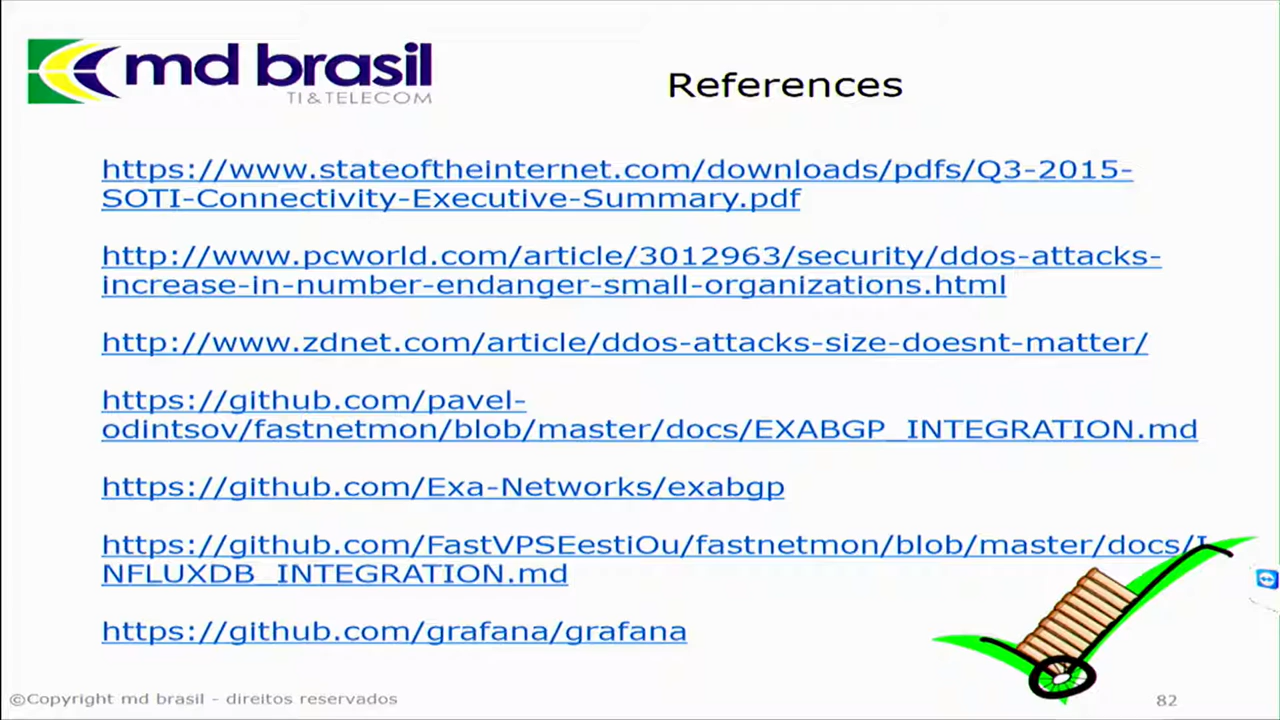 md brasil
TI & TELECOM
References
https://www.stateoftheinternet.com/downloads/pdfs/Q3-2015-
SOTI-Connectivity-Executive-Summary.pdf
http://www.pcworld.com/article/3012963/security/ddos-attacks-
increase-in-number-endanger-small-organizations.html
http://www.zdnet.com/article/ddos-attacks-size-doesnt-matter/
https://github.com/pavel-
odintsov/fastnetmon/blob/master/docs/EXABGP_INTEGRATION.md
https://github.com/Exa-Networks/exabgp
https://github.com/FastVPSEestiOu/fastnetmon/blob/master/docs/I
NFLUXDB_INTEGRATION.md
https://github.com/grafana/grafana
©Copyright md brasil - direitos reservados
82